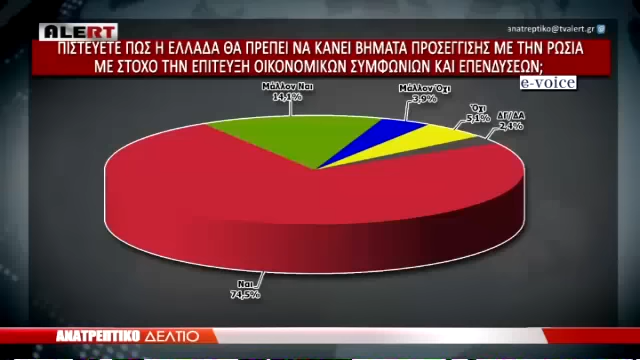 ALERT
anatreptiko@tvalert.gr
ΠΙΣΤΕΥΕΤΕ ΠΩΣ Η ΕΛΛΑΔΑ ΘΑ ΠΡΕΠΕΙ ΝΑ ΚΑΝΕΙ ΒΗΜΑΤΑ ΠΡΟΣΕΓΓΙΣΗΣ ΜΕ ΤΗΝ ΡΩΣΙΑ
ΜΕ ΣΤΟΧΟ ΤΗΝ ΕΠΙΤΕΥΞΗ ΟΙΚΟΝΟΜΙΚΩΝ ΣΥΜΦΩΝΙΩΝ ΚΑΙ ΕΠΕΝΔΥΣΕΩΝ;
e-voice
Μάλλον Ναι
14,1%
Μάλλον Όχι
3,9%
Όχι
5,1%
ΔΓ/ΔΑ
2,4%
Ναι
74,5%
ΑΝΑΤΡΕΠΤΙΚΟ ΔΕΛΤΙΟ